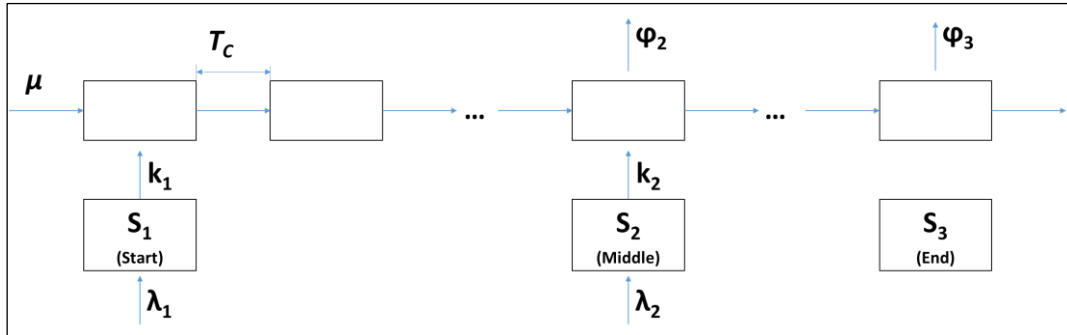 φ₂
φ₃
T_C
μ
...
...
k₁
k₂
S₁
(Start)
S₂
(Middle)
S₃
(End)
λ₁
λ₂